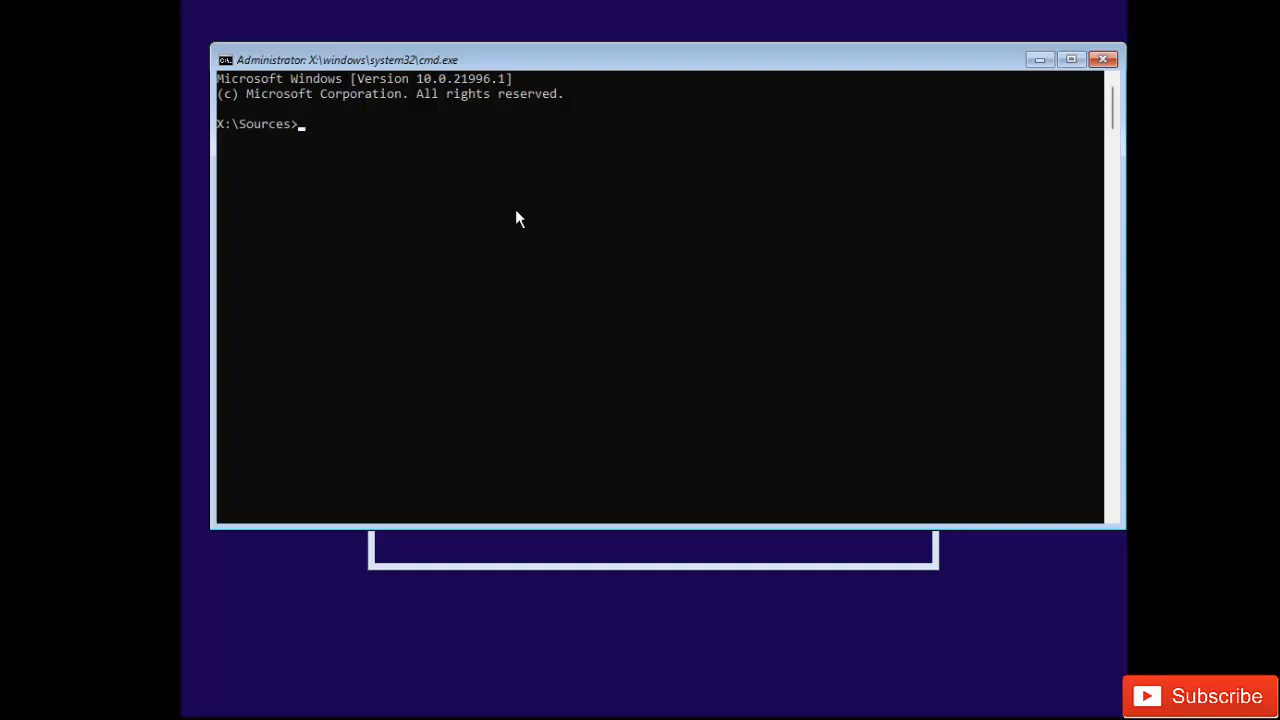 Administrator: X:\windows\system32\cmd.exe
Microsoft Windows [Version 10.0.21996.1]
(c) Microsoft Corporation. All rights reserved.
X:\Sources>
Subscribe